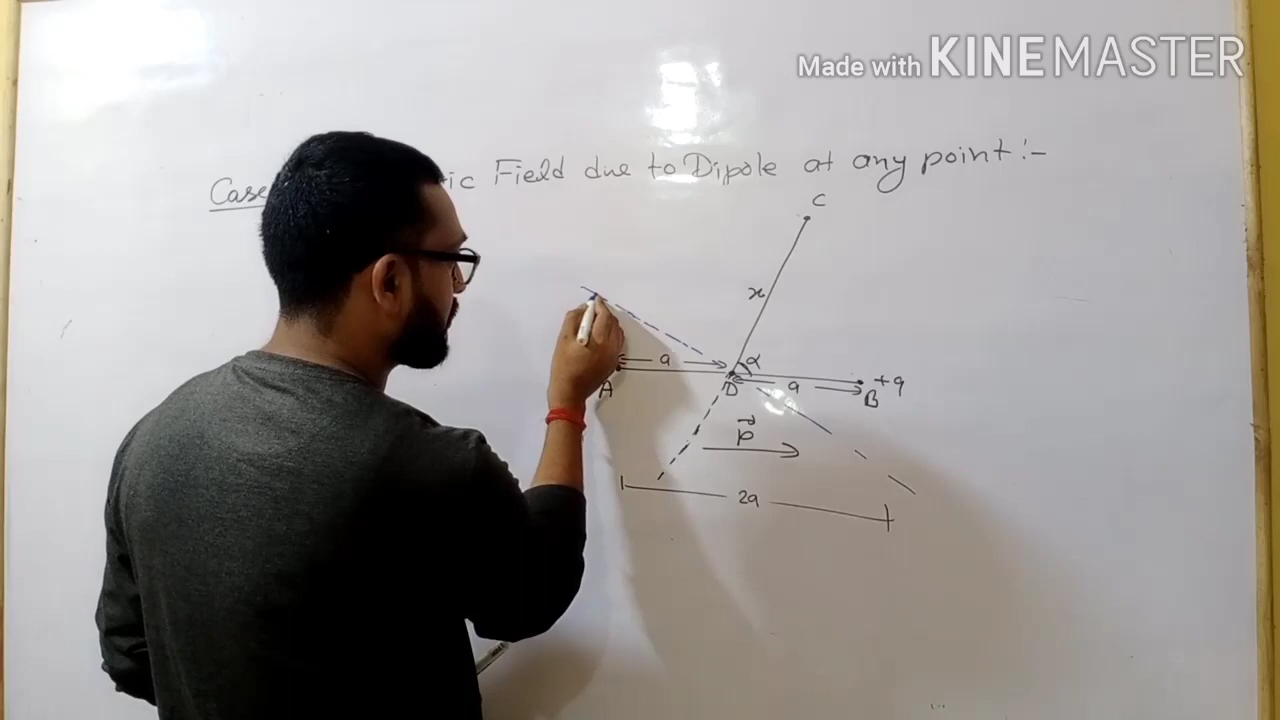 Made with KINEMASTER
Case ic Field due to Dipole at any point :-
C
x
a
α
A
D
a
B
+q
p
2a